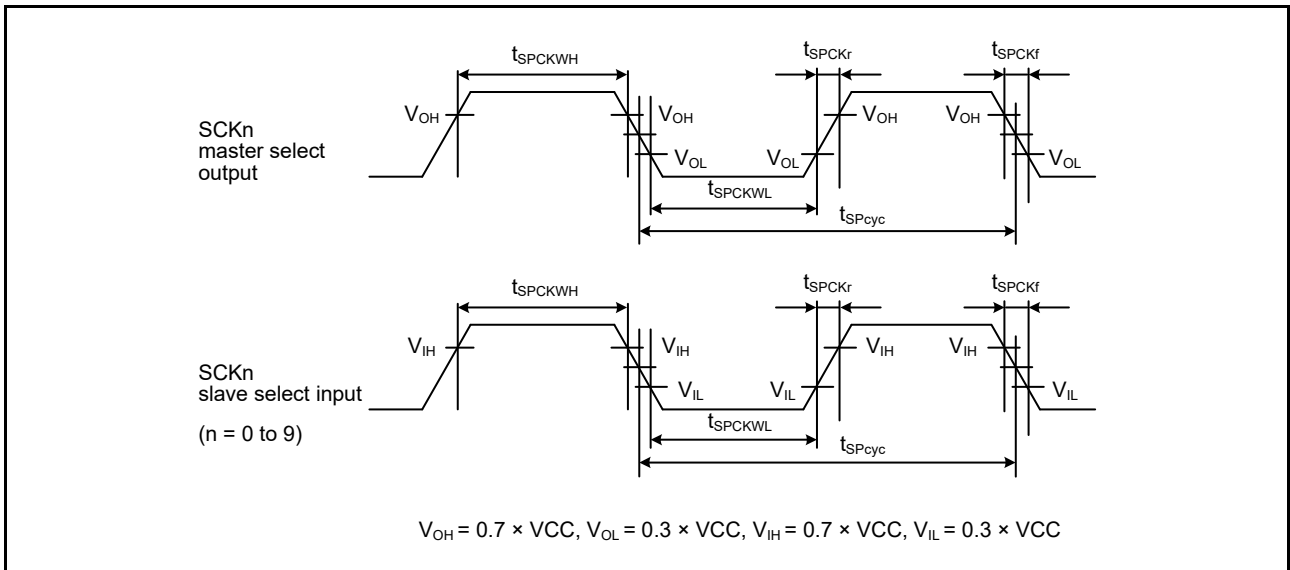 tSPCKWH tSPCKr tSPCKf
VOH VOH VOH VOH
SCKn
master select
output
VOL VOL VOL
tSPCKWL
tSPcyc
tSPCKWH tSPCKr tSPCKf
VIH VIH VIH VIH
SCKn
slave select input
(n = 0 to 9)
VIL VIL VIL
tSPCKWL
tSPcyc
VOH = 0.7 × VCC, VOL = 0.3 × VCC, VIH = 0.7 × VCC, VIL = 0.3 × VCC